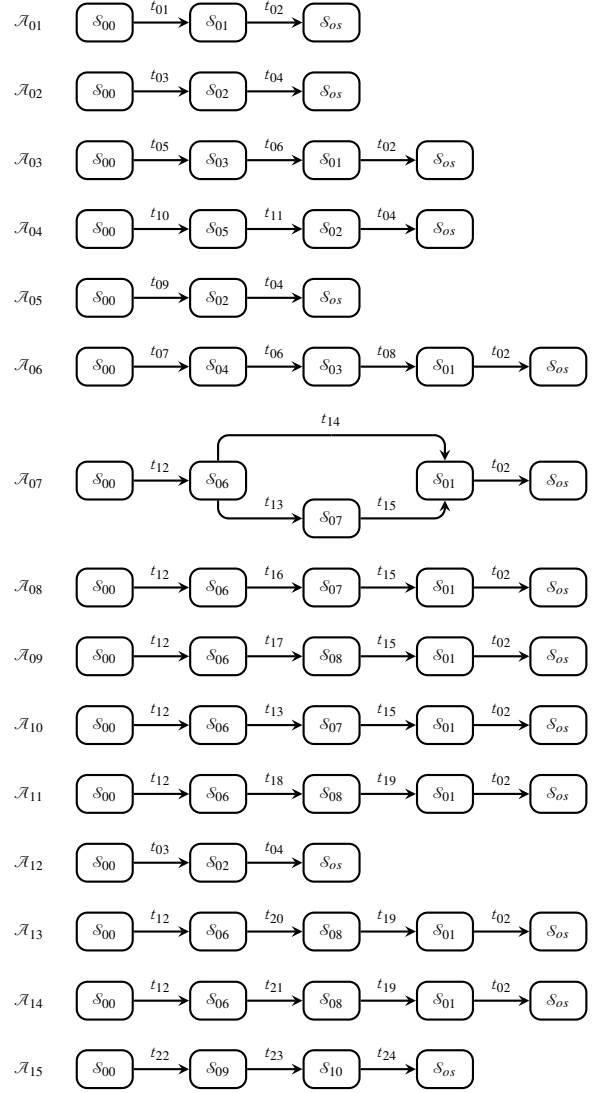 t01 t02
𝒜01 𝒮00 𝒮01 𝒮os
t03 t04
𝒜02 𝒮00 𝒮02 𝒮os
t05 t06 t02
𝒜03 𝒮00 𝒮03 𝒮01 𝒮os
t10 t11 t04
𝒜04 𝒮00 𝒮05 𝒮02 𝒮os
t09 t04
𝒜05 𝒮00 𝒮02 𝒮os
t07 t06 t08 t02
𝒜06 𝒮00 𝒮04 𝒮03 𝒮01 𝒮os
t14
t12 t02
𝒜07 𝒮00 𝒮06 𝒮01 𝒮os
t13 t15
𝒮07
t12 t16 t15 t02
𝒜08 𝒮00 𝒮06 𝒮07 𝒮01 𝒮os
t12 t17 t15 t02
𝒜09 𝒮00 𝒮06 𝒮08 𝒮01 𝒮os
t12 t13 t15 t02
𝒜10 𝒮00 𝒮06 𝒮07 𝒮01 𝒮os
t12 t18 t19 t02
𝒜11 𝒮00 𝒮06 𝒮08 𝒮01 𝒮os
t03 t04
𝒜12 𝒮00 𝒮02 𝒮os
t12 t20 t19 t02
𝒜13 𝒮00 𝒮06 𝒮08 𝒮01 𝒮os
t12 t21 t19 t02
𝒜14 𝒮00 𝒮06 𝒮08 𝒮01 𝒮os
t22 t23 t24
𝒜15 𝒮00 𝒮09 𝒮10 𝒮os